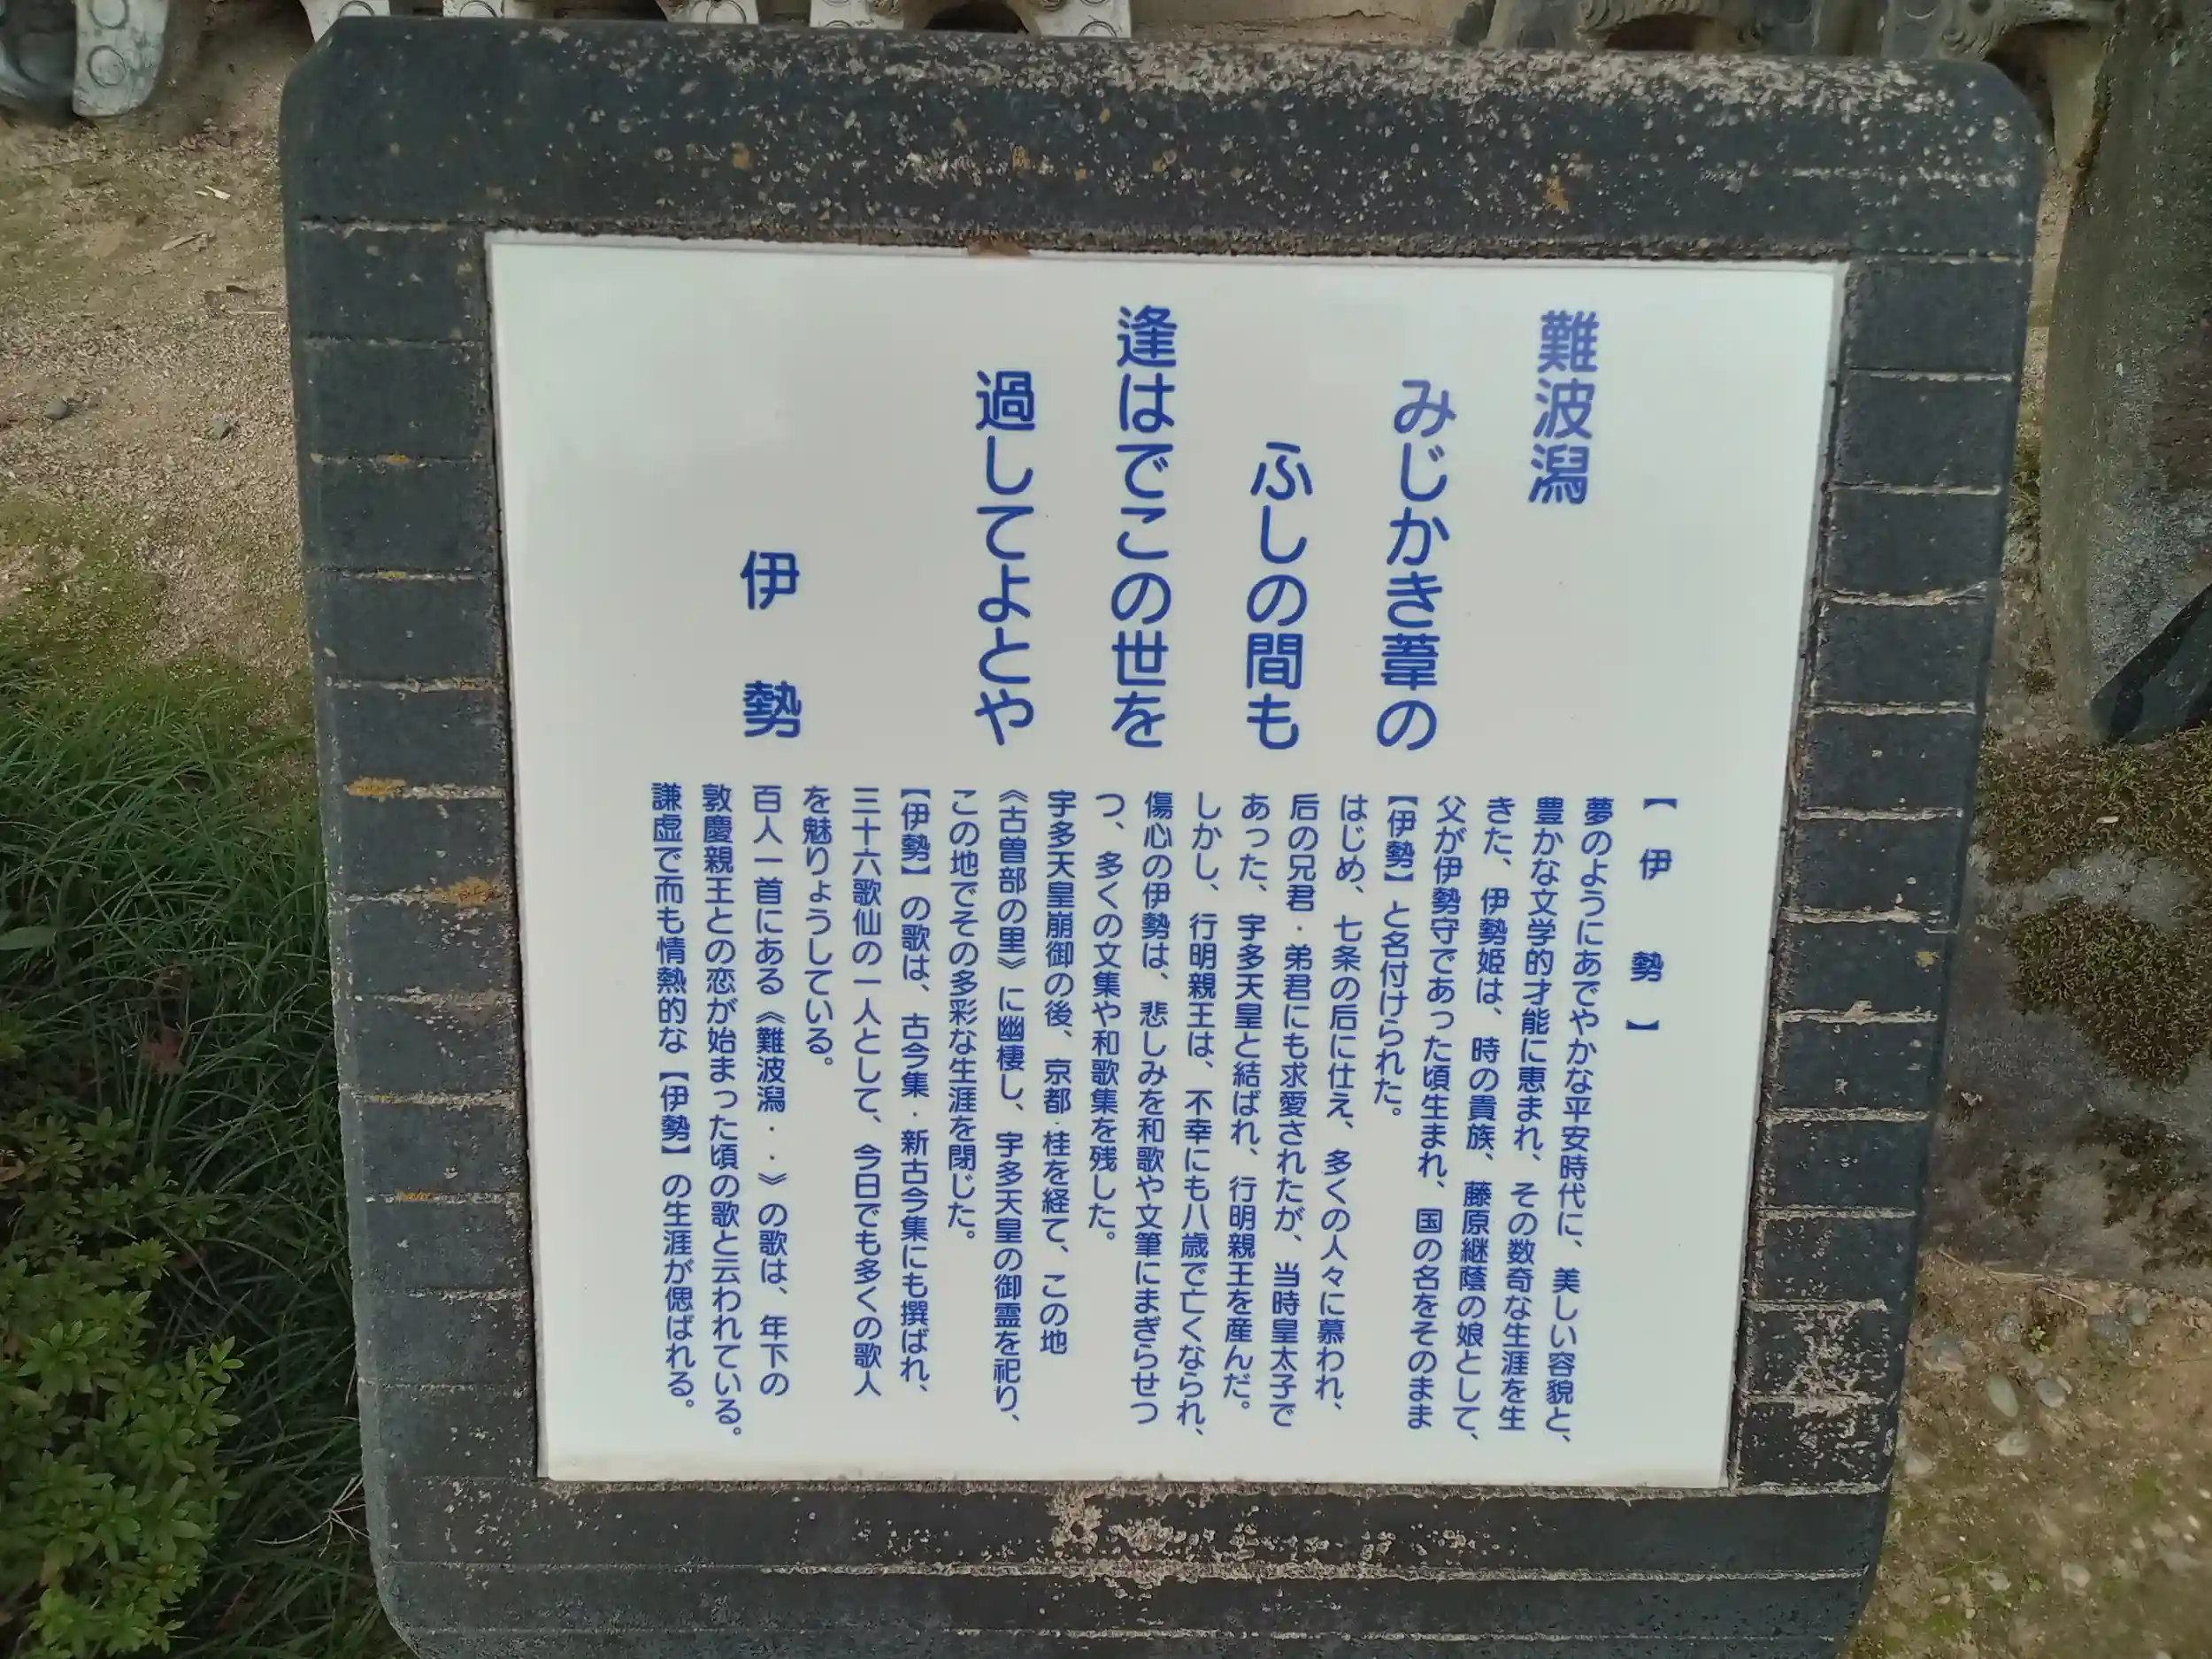 難波潟
みじかき葦の
ふしの間も
逢はでこの世を
過してよとや
伊 勢
【 伊 勢 】
夢のようにあでやかな平安時代に、美しい容貌と、
豊かな文学的才能に恵まれ、その数奇な生涯を生
きた、伊勢姫は、時の貴族、藤原継蔭の娘として、
父が伊勢守であった頃生まれ、国の名をそのまま
【伊勢】と名付けられた。
はじめ、七条の后に仕え、多くの人々に慕われ、
后の兄君・弟君にも求愛されたが、当時皇太子で
あった、宇多天皇と結ばれ、行明親王を産んだ。
しかし、行明親王は、不幸にも八歳で亡くなられ、
傷心の伊勢は、悲しみを和歌や文筆にまぎらせつ
つ、多くの文集や和歌集を残した。
宇多天皇崩御の後、京都・桂を経て、この地
《古曽部の里》に幽棲し、宇多天皇の御霊を祀り、
この地でその多彩な生涯を閉じた。
【伊勢】の歌は、古今集・新古今集にも撰ばれ、
三十六歌仙の一人として、今日でも多くの歌人
を魅りょうしている。
百人一首にある《難波潟・・》の歌は、年下の
敦慶親王との恋が始まった頃の歌と云われている。
謙虚で而も情熱的な【伊勢】の生涯が偲ばれる。